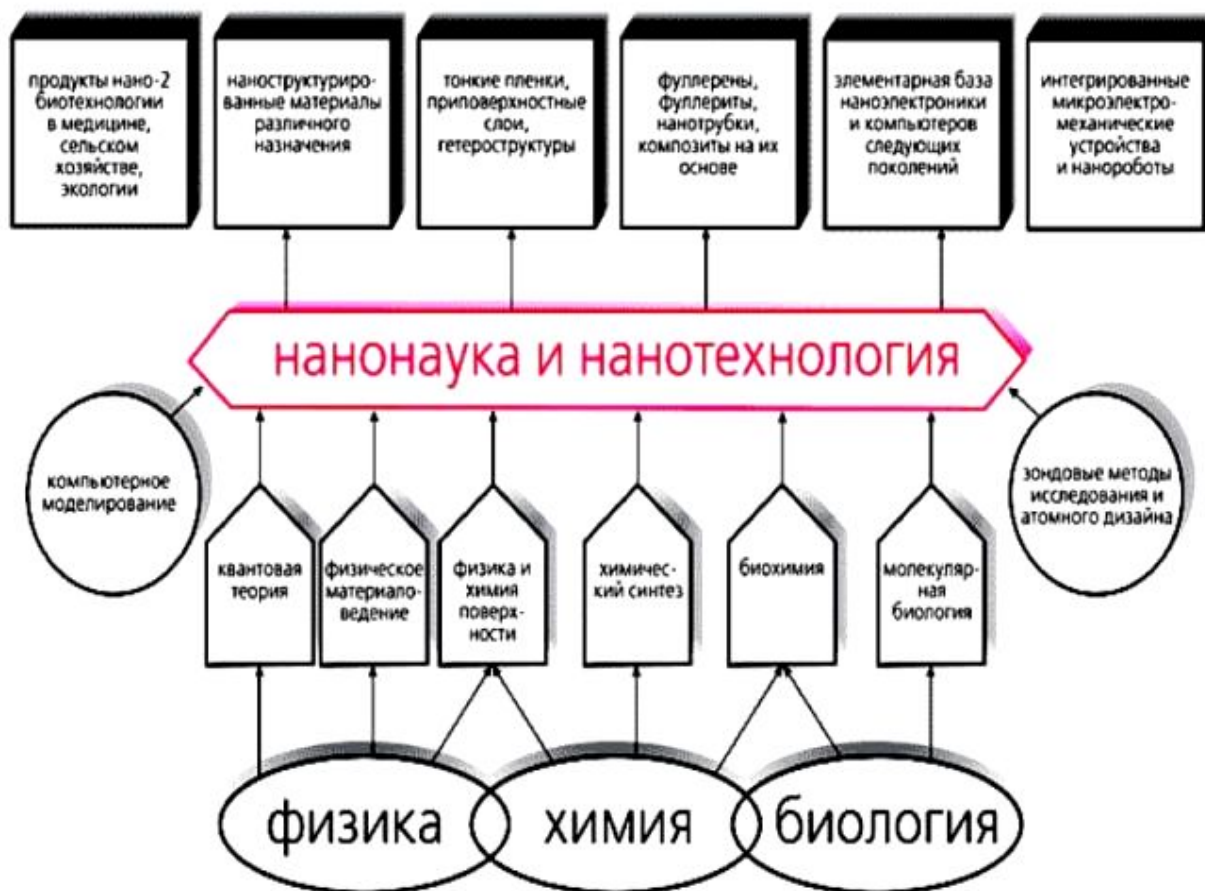 продукты нано-2
биотехнологии
в медицине,
сельском
хозяйстве,
экологии
наноструктуриро-
ванные материалы
различного
назначения
тонкие пленки,
приповерхностные
слои,
гетероструктуры
фуллерены,
фуллериты,
нанотрубки,
композиты на их
основе
элементарная база
наноэлектроники
и компьютеров
следующих
поколений
интегрированные
микроэлектро-
механические
устройства
и нанороботы
нанонаука и нанотехнология
компьютерное
моделирование
зондовые методы
исследования и
атомного дизайна
квантовая
теория
физическое
материало-
ведение
физика и
химия
поверх-
ности
химичес-
кий синтез
биохимия
молекуляр-
ная
биология
физика
химия
биология